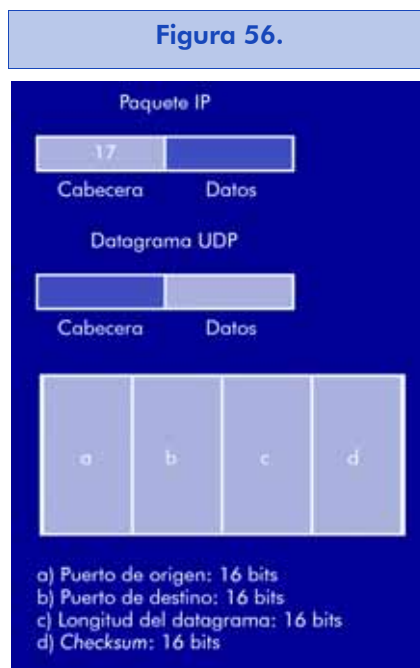 Figura 56.
Paquete IP
17
Cabecera Datos
Datagrama UDP
Cabecera Datos
a b c d
a) Puerto de origen: 16 bits
b) Puerto de destino: 16 bits
c) Longitud del datagrama: 16 bits
d) Checksum: 16 bits